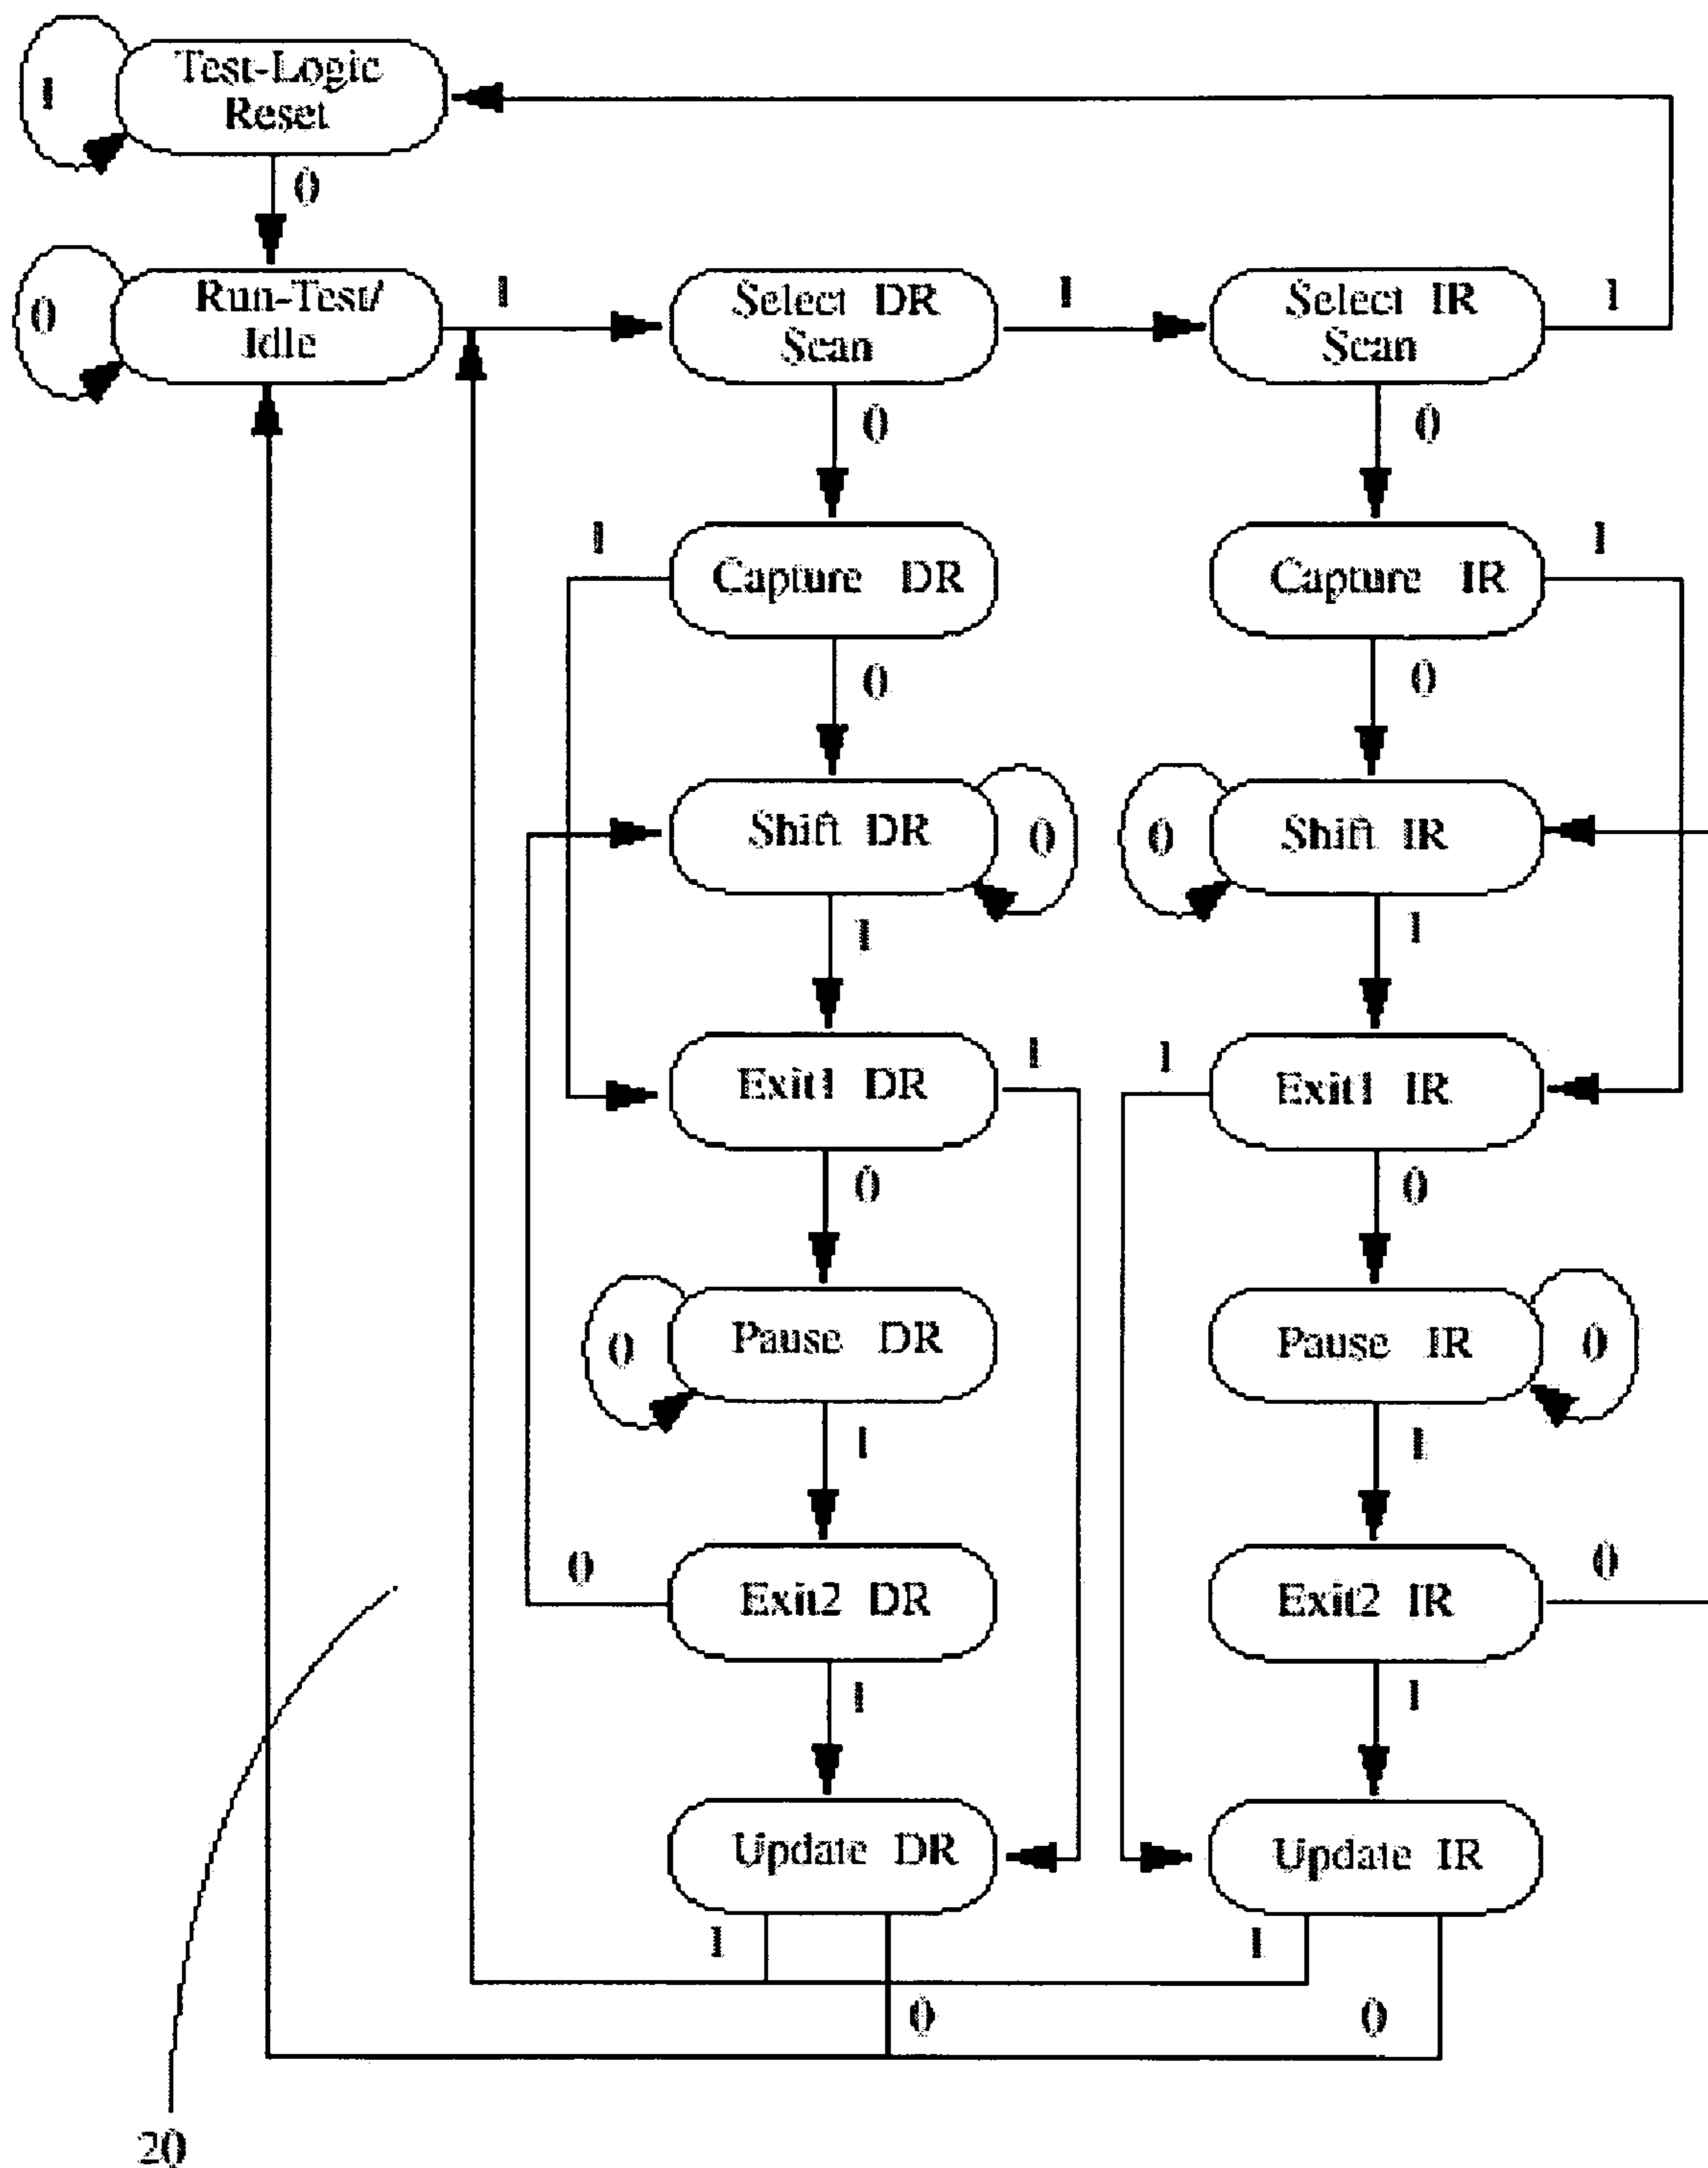 Test-Logic
Reset
1
0
Run-Test/
Idle
0
1
Select DR
Scan
1
Select IR
Scan
1
0
0
1
Capture DR
Capture IR
1
0
0
Shift DR
0
0
Shift IR
1
1
Exit1 DR
1
1
Exit1 IR
0
0
0
Pause DR
Pause IR
0
1
1
0
Exit2 DR
Exit2 IR
0
1
1
Update DR
Update IR
1
1
0
0
20